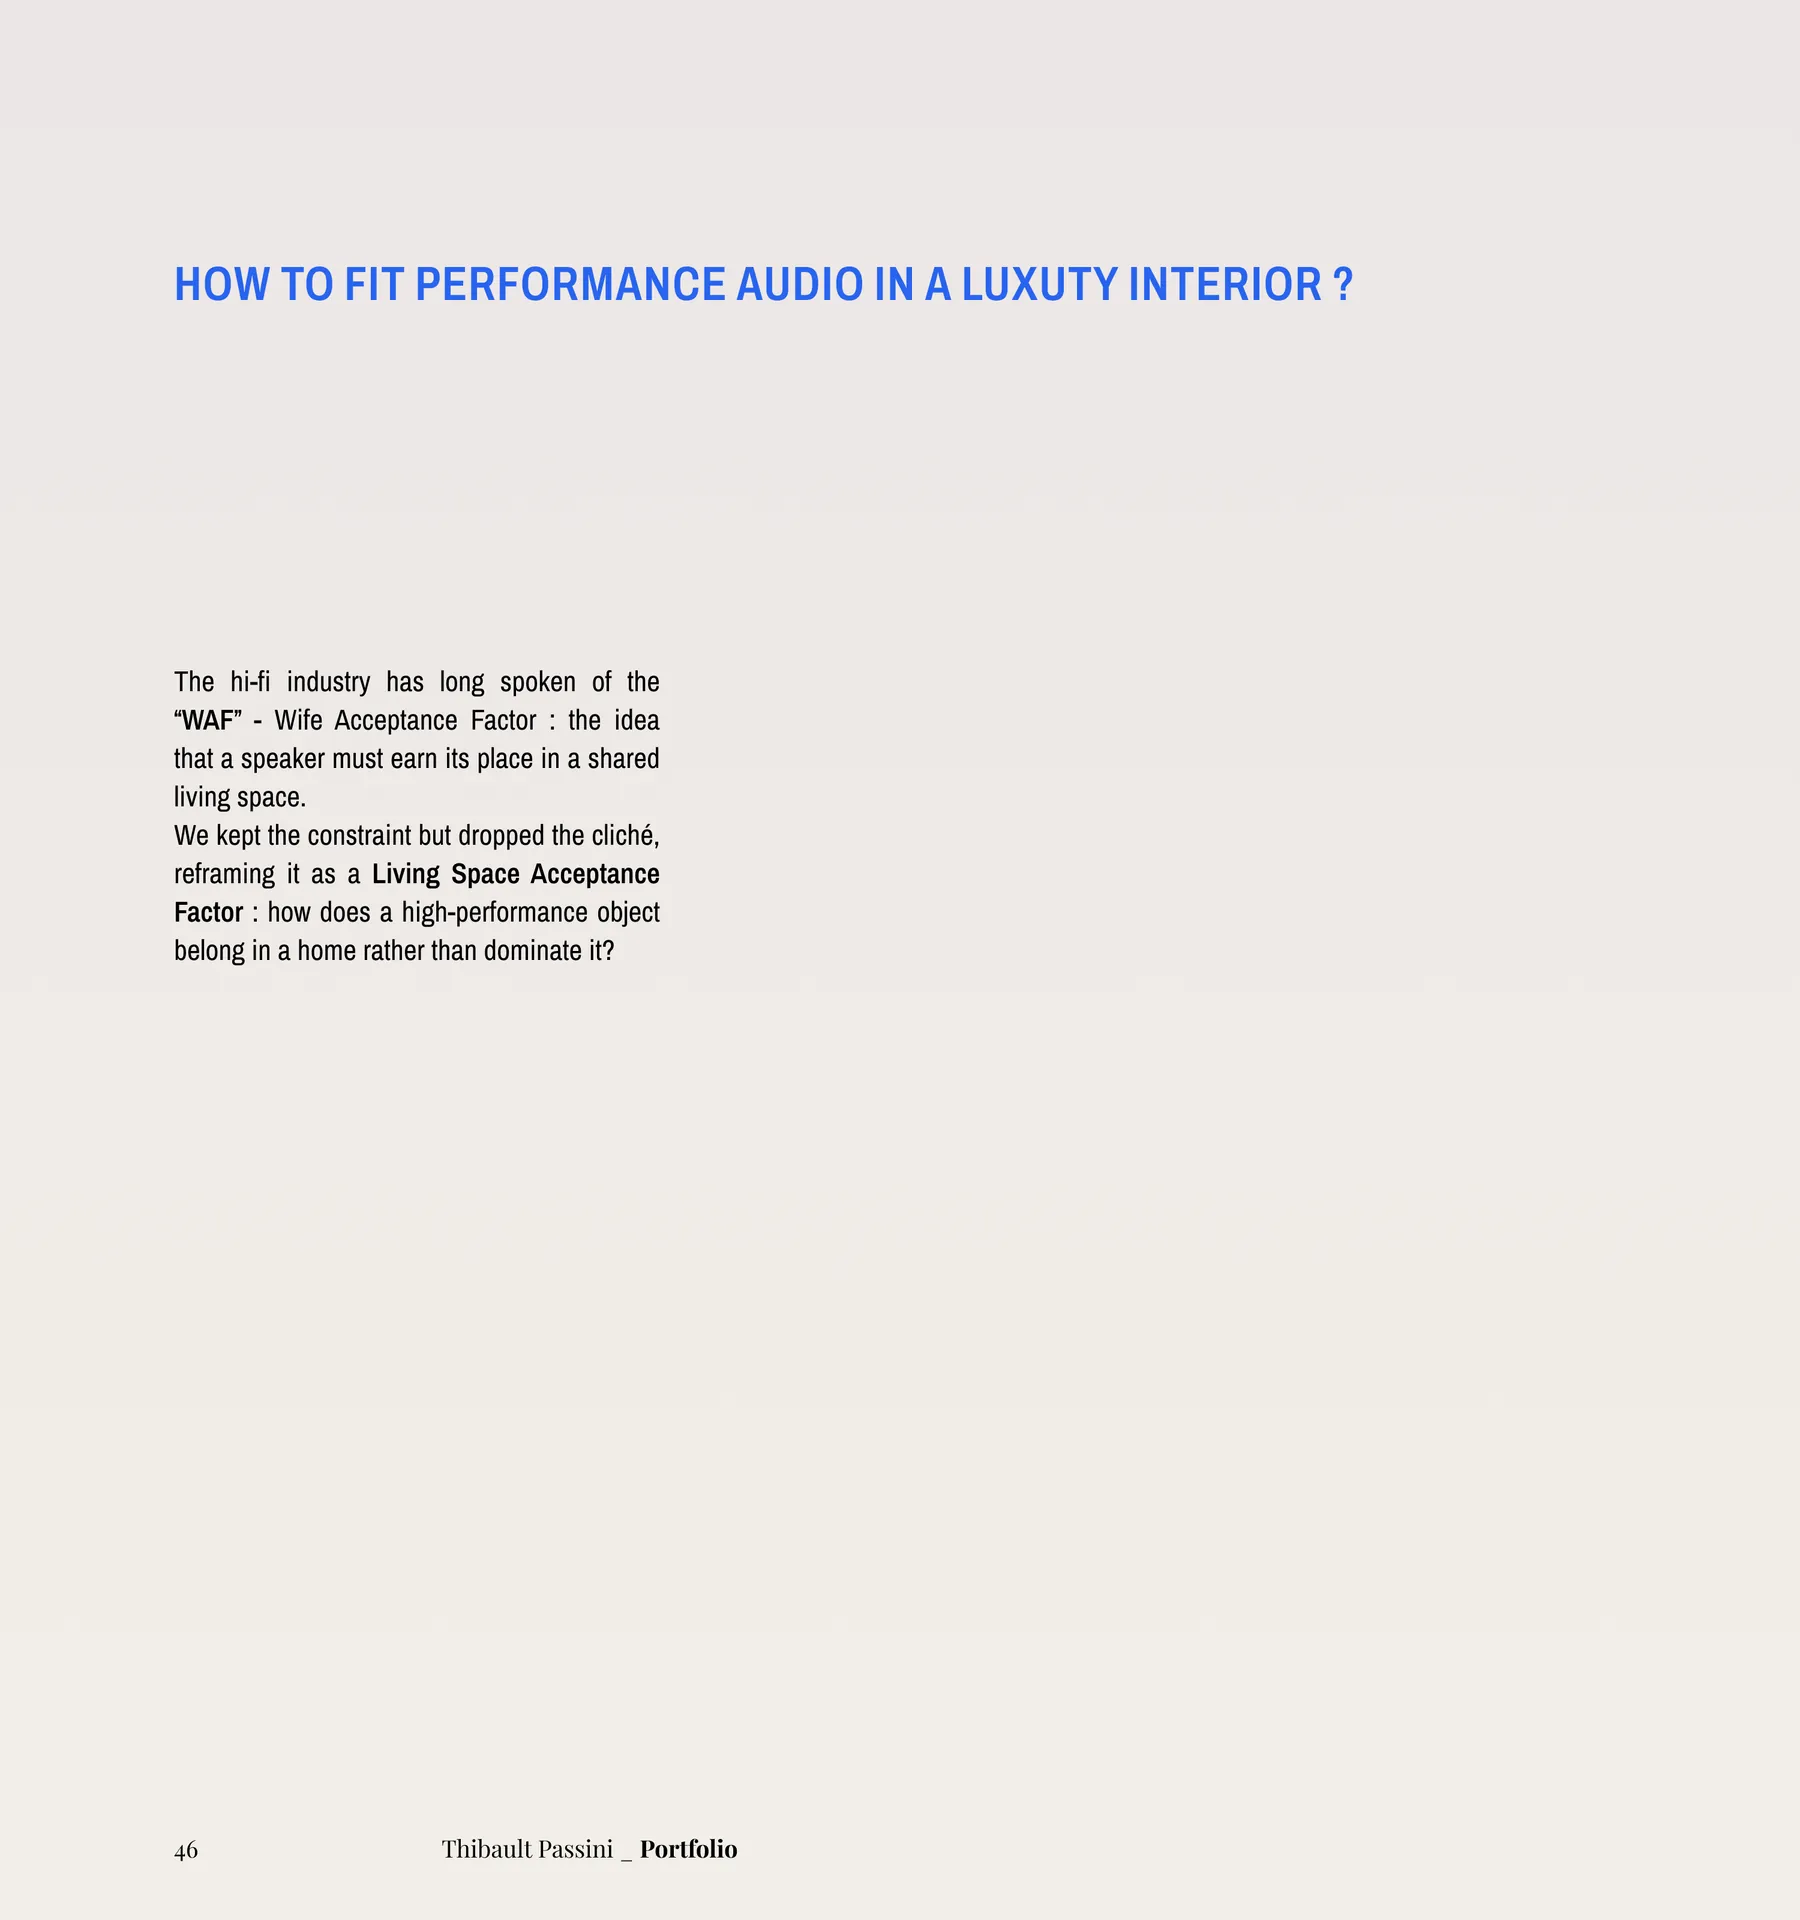 HOW TO FIT PERFORMANCE AUDIO IN A LUXUTY INTERIOR ?
The hi-fi industry has long spoken of the
“WAF” - Wife Acceptance Factor : the idea
that a speaker must earn its place in a shared
living space.
We kept the constraint but dropped the cliché,
reframing it as a Living Space Acceptance
Factor : how does a high-performance object
belong in a home rather than dominate it?
46
Thibault Passini _ Portfolio